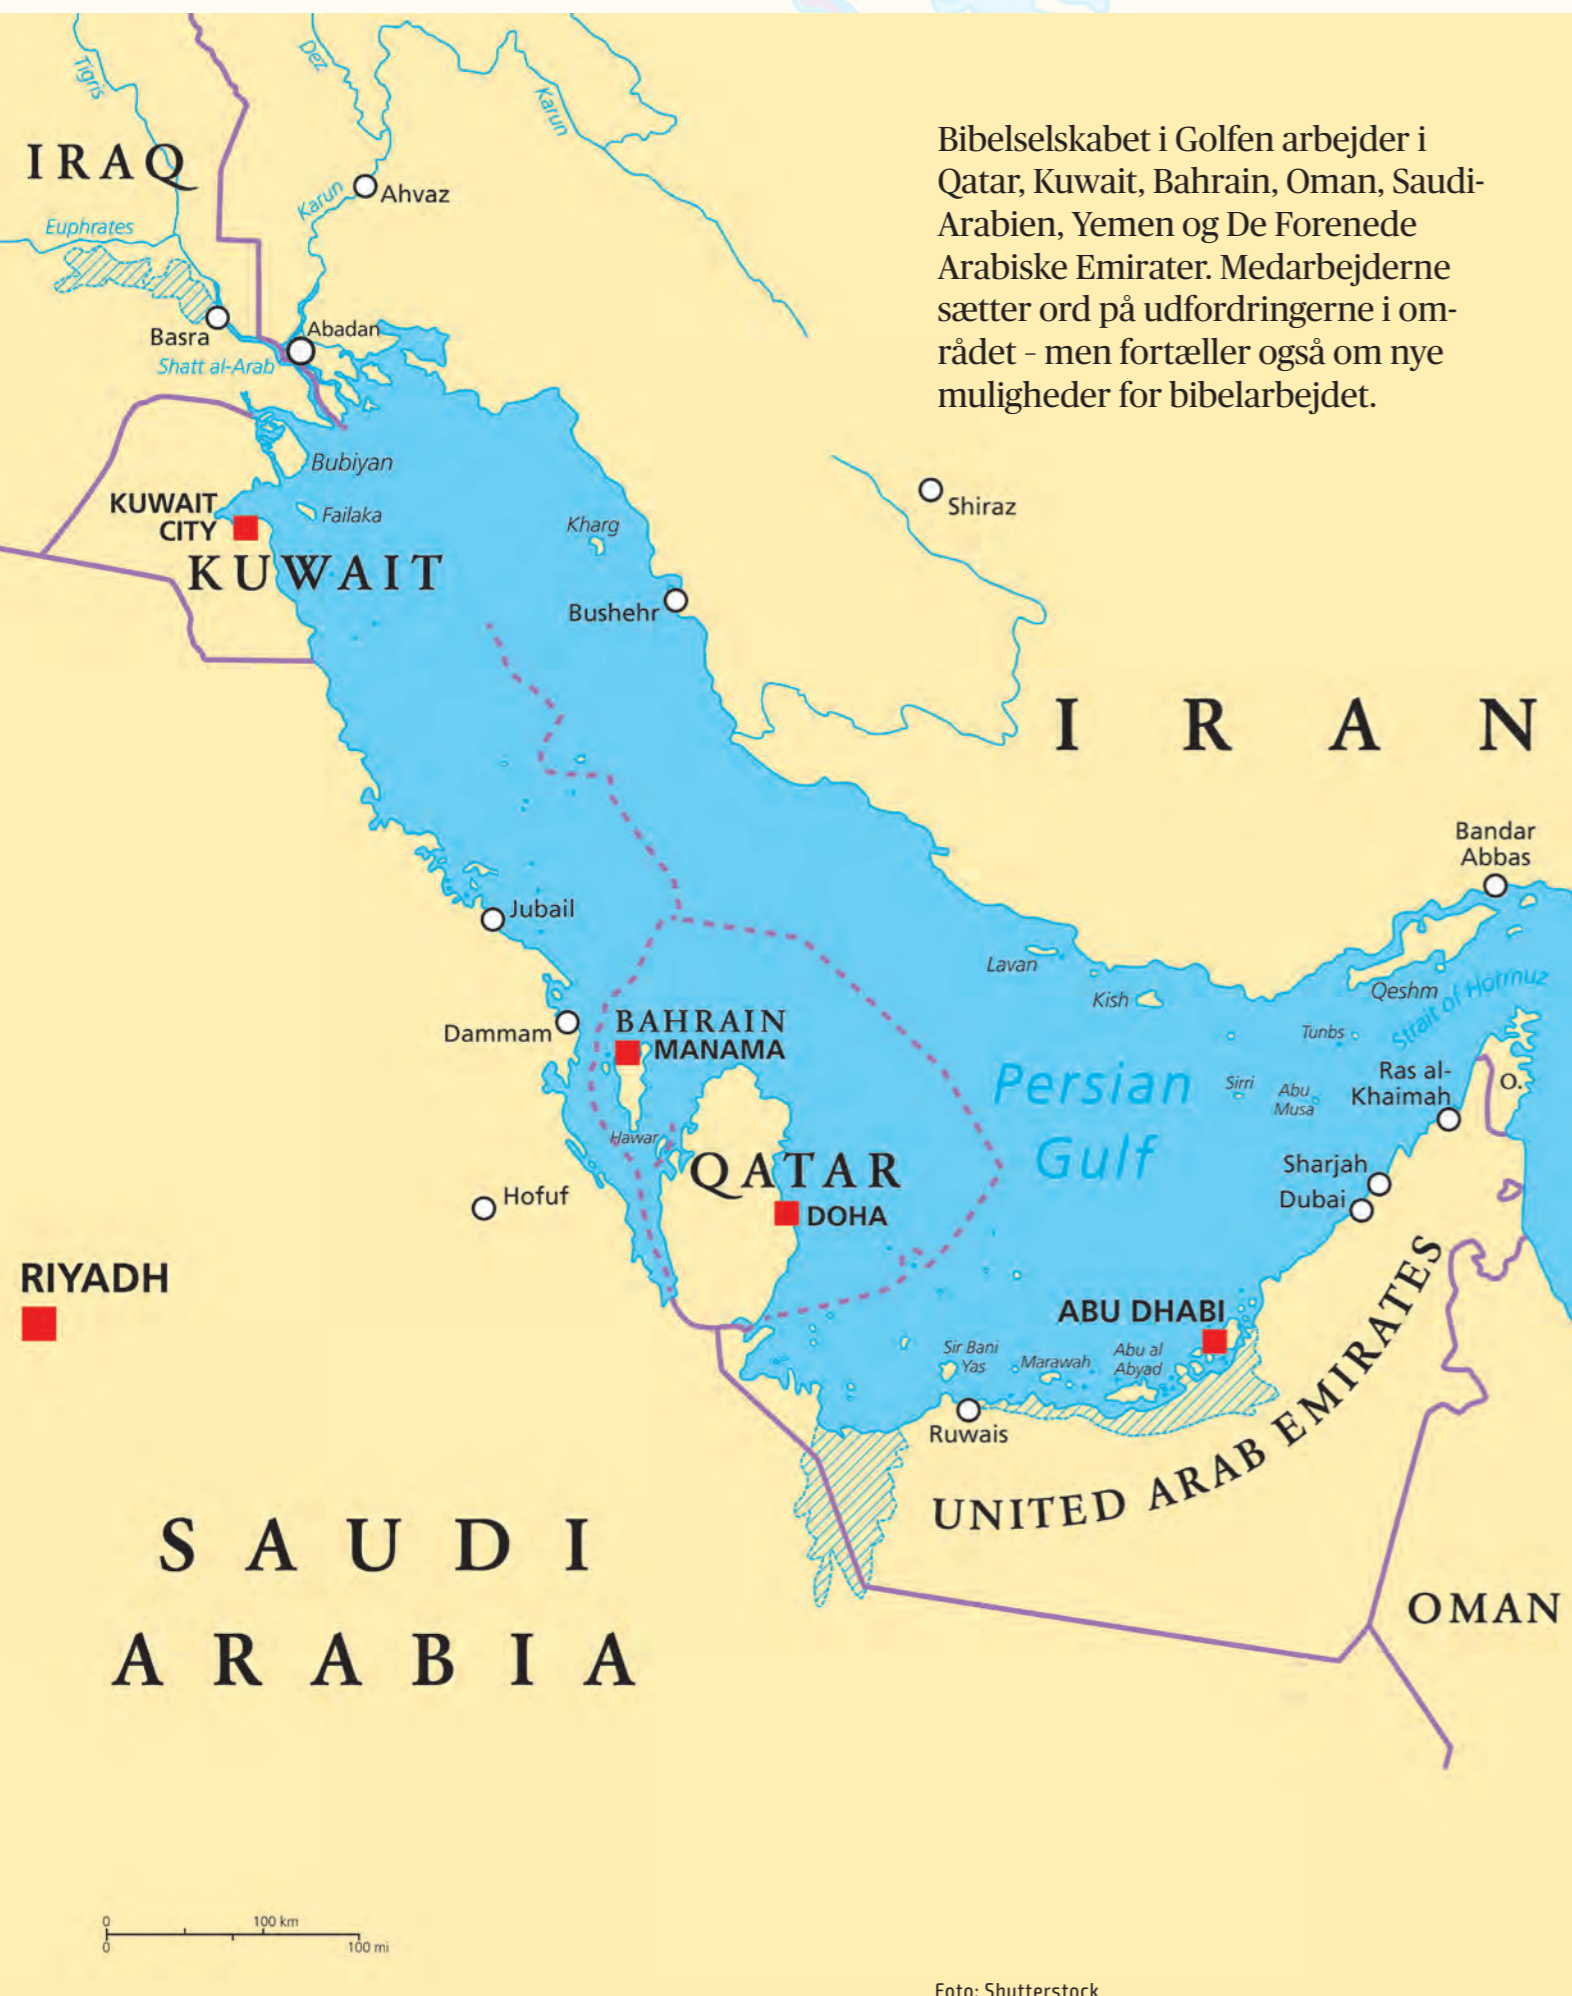 Tigris
Dez
Karun
IRAQ
Karun
Ahvaz
Euphrates
Basra
Abadan
Shatt al-Arab
Bibelselskabet i Golfen arbejder i
Qatar, Kuwait, Bahrain, Oman, Saudi-
Arabien, Yemen og De Forenede
Arabiske Emirater. Medarbejderne
sætter ord på udfordringerne i om-
rådet – men fortæller også om nye
muligheder for bibelarbejdet.
Bubiyan
KUWAIT
CITY
Failaka
KUWAIT
Kharg
Bushehr
Shiraz
IRAN
Bandar
Abbas
Jubail
Lavan
Kish
Qeshm
Strait of Hormuz
Dammam
BAHRAIN
MANAMA
Tunbs
Persian
Gulf
Sirri
Abu
Musa
Ras al-
Khaimah
O.
Hawar
QATAR
DOHA
Sharjah
Dubai
Hofuf
RIYADH
ABU DHABI
Sir Bani
Yas
Marawah
Abu al
Abyad
Ruwais
UNITED ARAB EMIRATES
SAUDI
ARABIA
OMAN
0 100 km
0 100 mi
Foto: Shutterstock